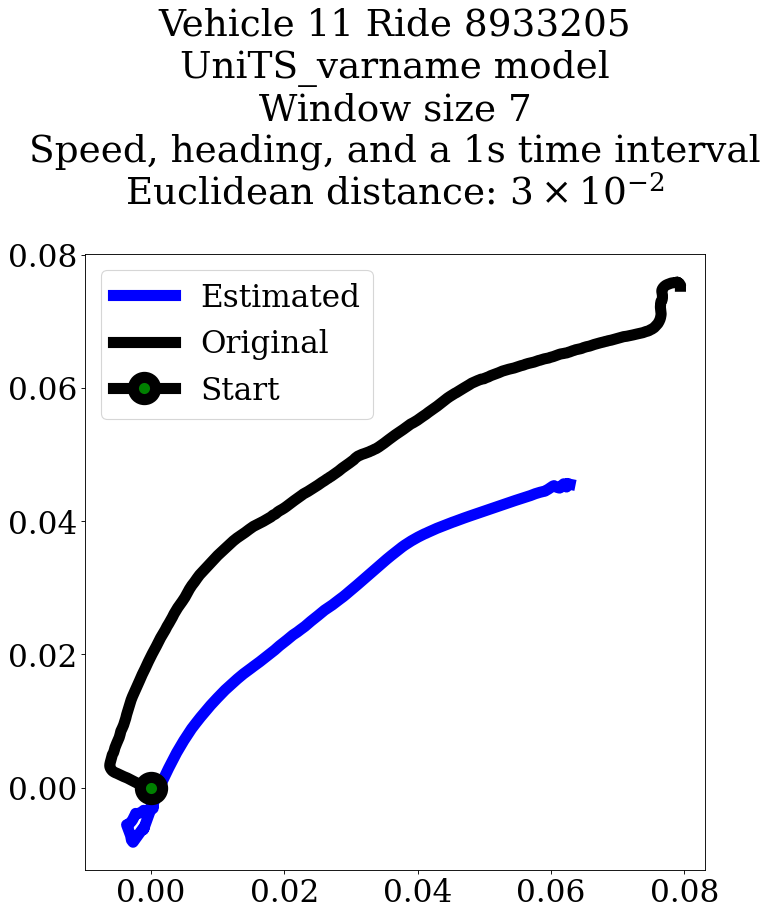 Vehicle 11 Ride 8933205
UniTS_varname model
Window size 7
Speed, heading, and a 1s time interval
Euclidean distance: 3 × 10⁻²
0.08
Estimated
Original
Start
0.06
0.04
0.02
0.00
0.00 0.02 0.04 0.06 0.08